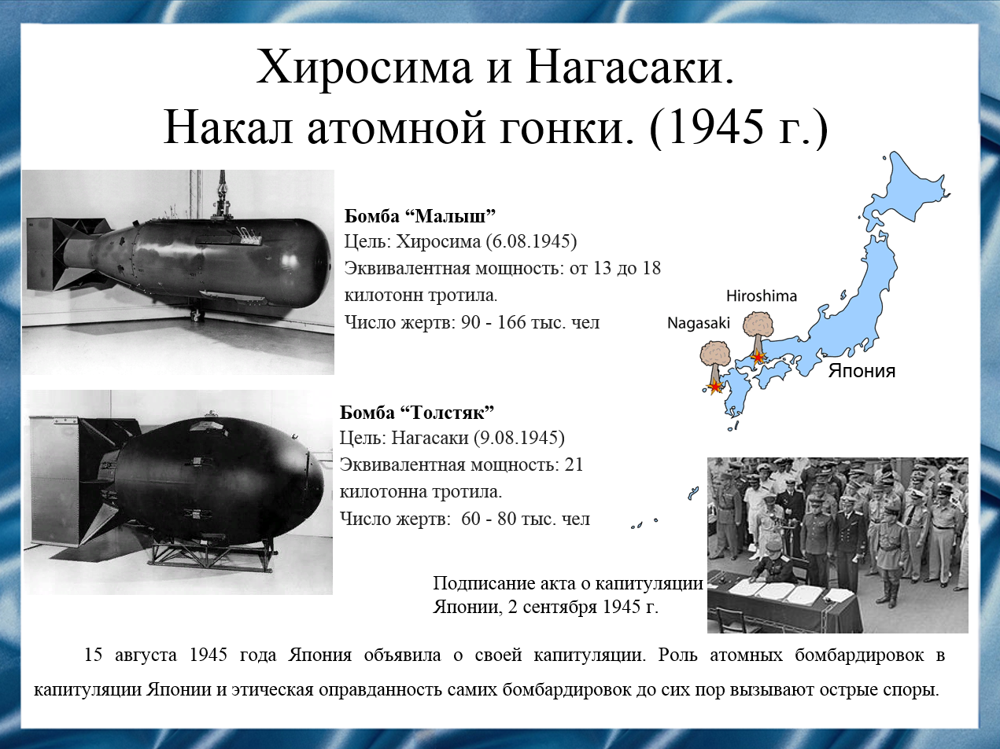 Хиросима и Нагасаки.
Накал атомной гонки. (1945 г.)
Бомба “Малыш”
Цель: Хиросима (6.08.1945)
Эквивалентная мощность: от 13 до 18
килотонн тротила.
Число жертв: 90 - 166 тыс. чел
Hiroshima
Nagasaki
Япония
Бомба “Толстяк”
Цель: Нагасаки (9.08.1945)
Эквивалентная мощность: 21
килотонна тротила.
Число жертв: 60 - 80 тыс. чел
Подписание акта о капитуляции
Японии, 2 сентября 1945 г.
15 августа 1945 года Япония объявила о своей капитуляции. Роль атомных бомбардировок в
капитуляции Японии и этическая оправданность самих бомбардировок до сих пор вызывают острые споры.